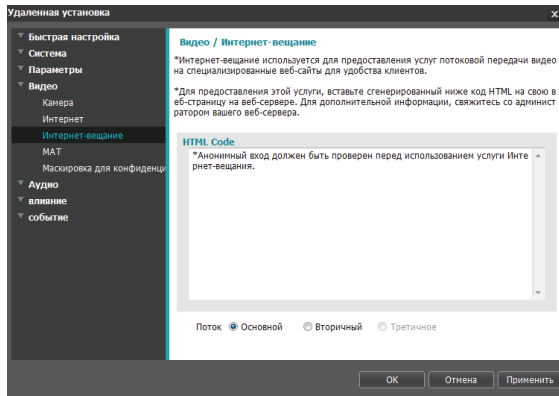 Удаленная установка
x
Быстрая настройка
Система
Параметры
Видео
Камера
Интернет
Интернет-вещание
МАТ
Маскировка для конфиденци
Аудио
влияние
событие
Видео / Интернет-вещание
*Интернет-вещание используется для предоставления услуг потоковой передачи видео
на специализированные веб-сайты для удобства клиентов.
*Для предоставления этой услуги, вставьте сгенерированный ниже код HTML на свою в
еб-страницу на веб-сервере. Для дополнительной информации, свяжитесь со админист
ратором вашего веб-сервера.
HTML Code
*Анонимный вход должен быть проверен перед использованием услуги Инте
рнет-вещания.
Поток Основной Вторичный Третичное
OK Отмена Применить